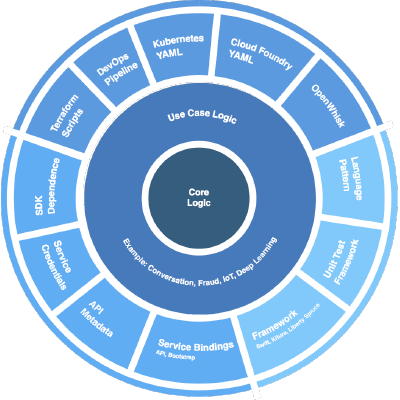 Kubernetes
YAML
Cloud Foundry
YAML
OpenWhisk
Language
Pattern
Unit Test
Framework
Framework
Swift, Kitura, Liberty Spruce
Service Bindings
API, Bootstrap
API
Metadata
Service
Credentials
SDK
Dependence
Terraform
Scripts
DevOps
Pipeline
Use Case Logic
Core
Logic
Example: Conversation, Fraud, IoT, Deep Learning